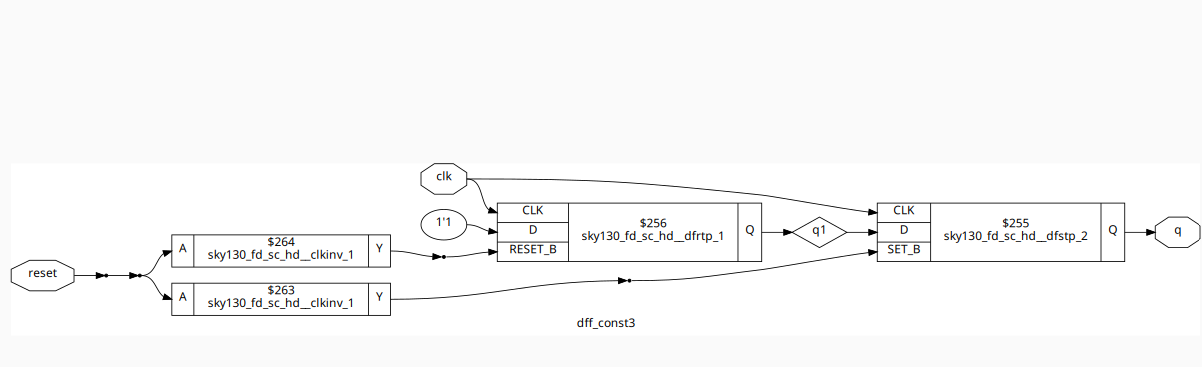 clk
CLK
1'1
D
$256
sky130_fd_sc_hd__dfrtp_1
Q
RESET_B
q1
CLK
D
$255
sky130_fd_sc_hd__dfstp_2
Q
SET_B
q
A
$264
sky130_fd_sc_hd__clkinv_1
Y
reset
A
$263
sky130_fd_sc_hd__clkinv_1
Y
dff_const3